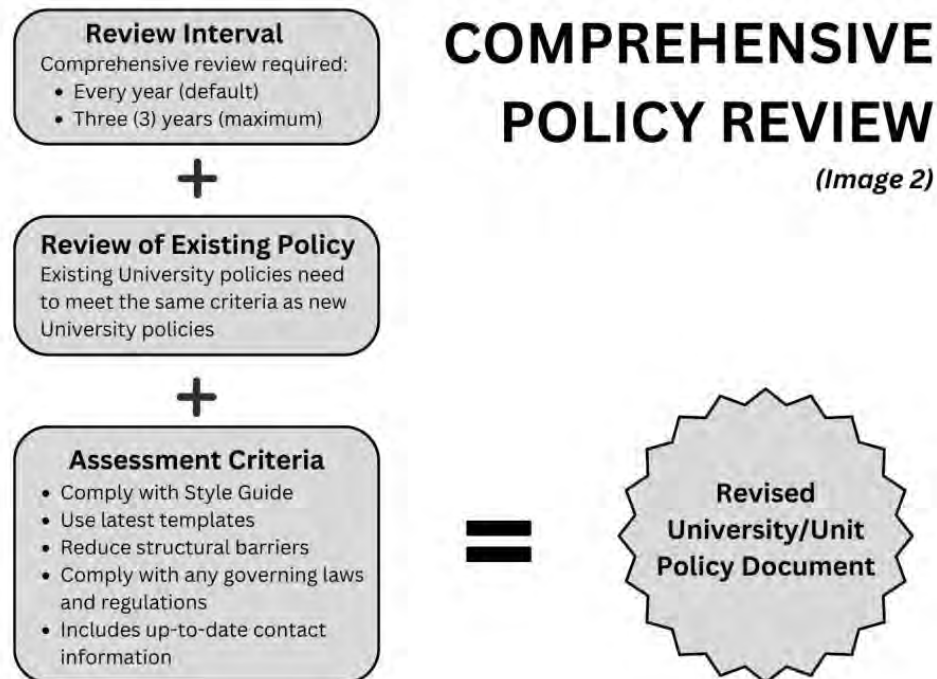 Review Interval
Comprehensive review required:
• Every year (default)
• Three (3) years (maximum)
+
Review of Existing Policy
Existing University policies need
to meet the same criteria as new
University policies
+
Assessment Criteria
• Comply with Style Guide
• Use latest templates
• Reduce structural barriers
• Comply with any governing laws
and regulations
• Includes up-to-date contact
information
=
Revised
University/Unit
Policy Document
COMPREHENSIVE
POLICY REVIEW
(Image 2)